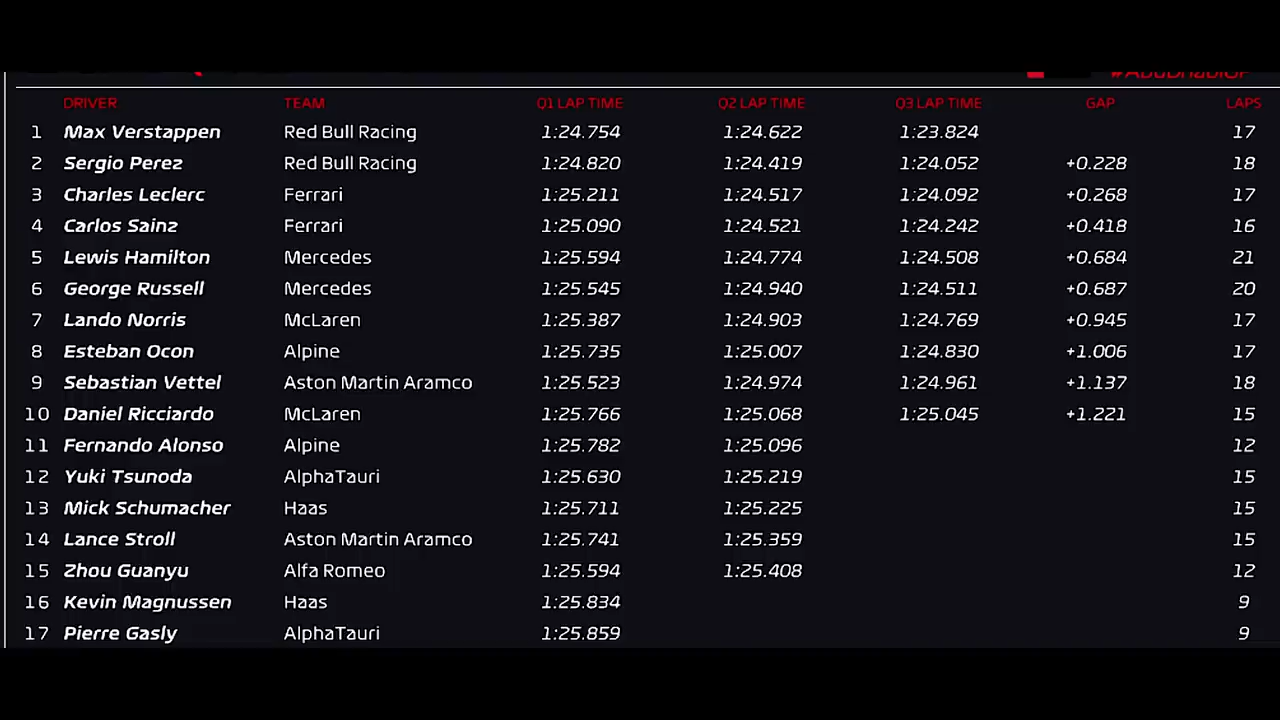 #AbuDhabiGP
DRIVER TEAM Q1 LAP TIME Q2 LAP TIME Q3 LAP TIME GAP LAPS
1 Max Verstappen Red Bull Racing 1:24.754 1:24.622 1:23.824 17
2 Sergio Perez Red Bull Racing 1:24.820 1:24.419 1:24.052 +0.228 18
3 Charles Leclerc Ferrari 1:25.211 1:24.517 1:24.092 +0.268 17
4 Carlos Sainz Ferrari 1:25.090 1:24.521 1:24.242 +0.418 16
5 Lewis Hamilton Mercedes 1:25.594 1:24.774 1:24.508 +0.684 21
6 George Russell Mercedes 1:25.545 1:24.940 1:24.511 +0.687 20
7 Lando Norris McLaren 1:25.387 1:24.903 1:24.769 +0.945 17
8 Esteban Ocon Alpine 1:25.735 1:25.007 1:24.830 +1.006 17
9 Sebastian Vettel Aston Martin Aramco 1:25.523 1:24.974 1:24.961 +1.137 18
10 Daniel Ricciardo McLaren 1:25.766 1:25.068 1:25.045 +1.221 15
11 Fernando Alonso Alpine 1:25.782 1:25.096 12
12 Yuki Tsunoda AlphaTauri 1:25.630 1:25.219 15
13 Mick Schumacher Haas 1:25.711 1:25.225 15
14 Lance Stroll Aston Martin Aramco 1:25.741 1:25.359 15
15 Zhou Guanyu Alfa Romeo 1:25.594 1:25.408 12
16 Kevin Magnussen Haas 1:25.834 9
17 Pierre Gasly AlphaTauri 1:25.859 9